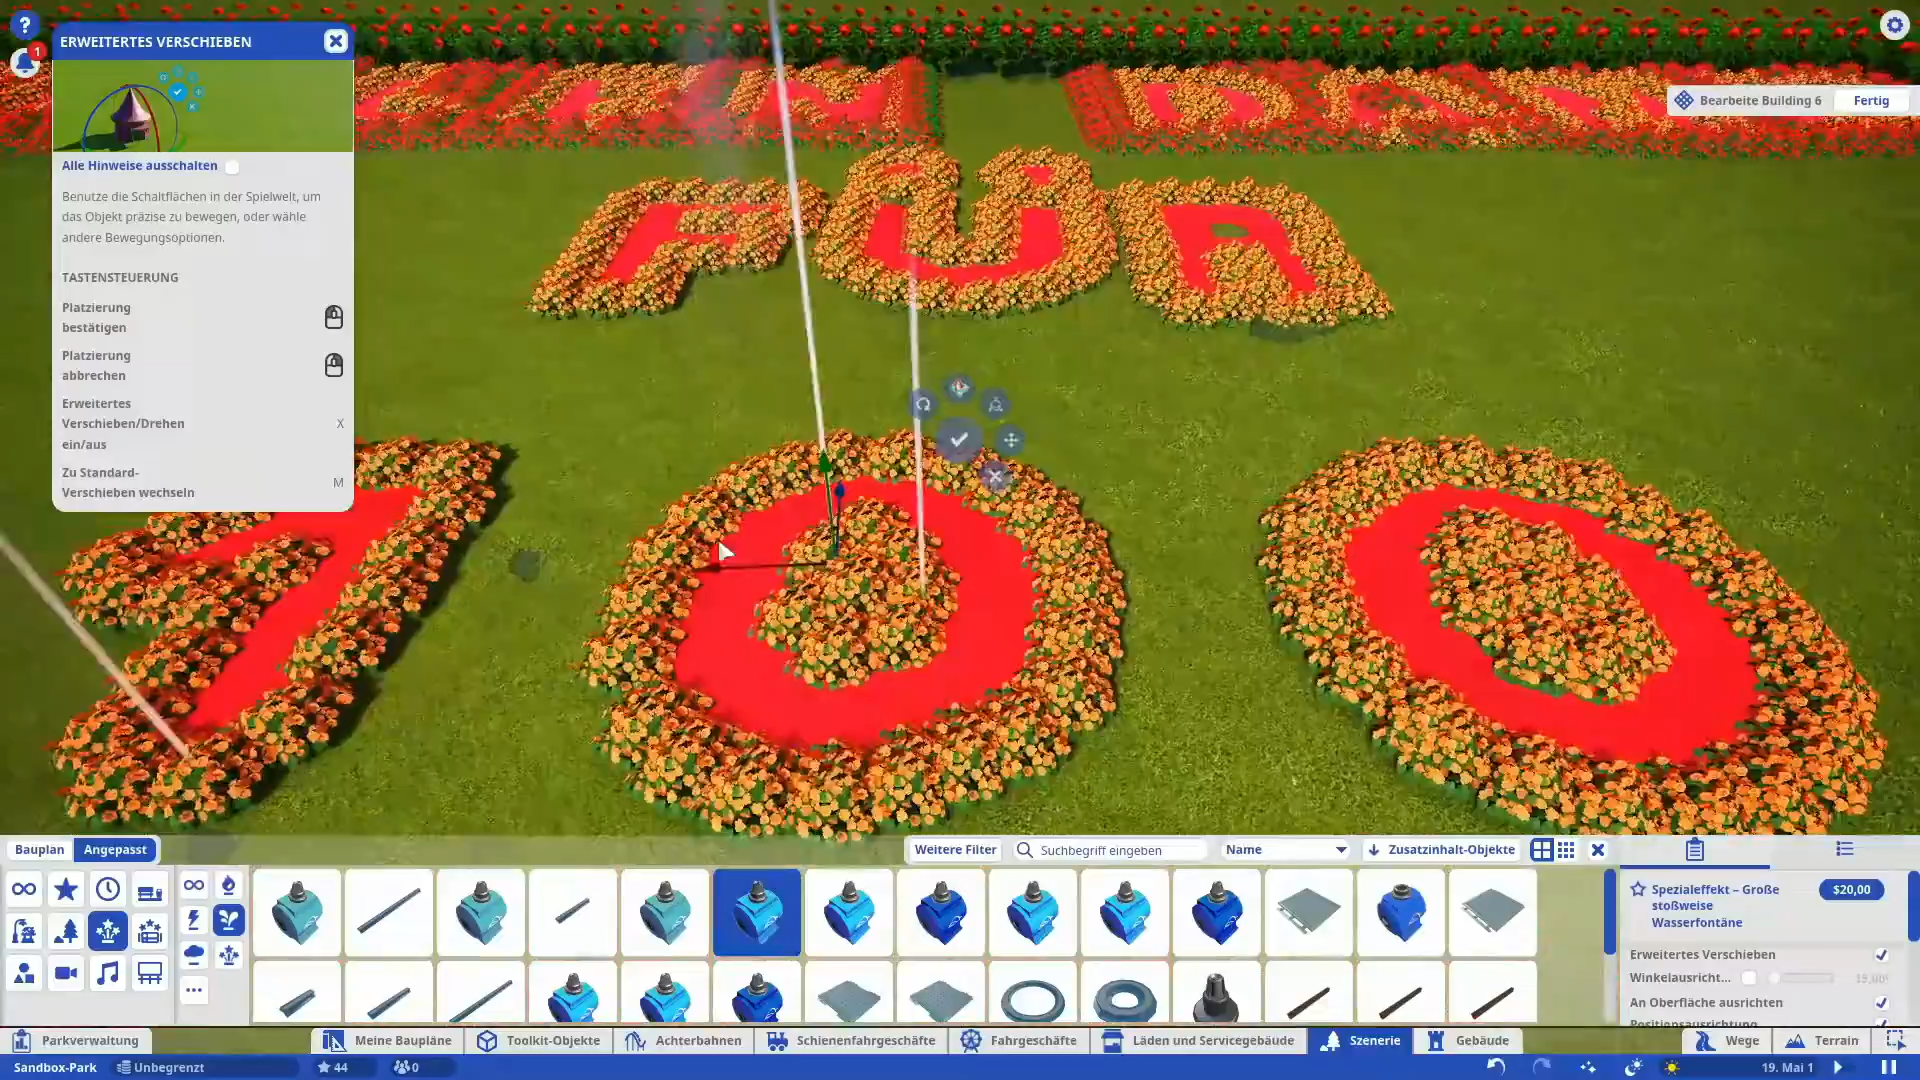 ?
1
ERWEITERTES VERSCHIEBEN
Alle Hinweise ausschalten
Benutze die Schaltflächen in der Spielwelt, um
das Objekt präzise zu bewegen, oder wähle
andere Bewegungsoptionen.
TASTENSTEUERUNG
Platzierung
bestätigen
Platzierung
abbrechen
Erweitertes
Verschieben/Drehen
ein/aus
X
Zu Standard-
Verschieben wechseln
M
Bearbeite Building 6
Fertig
FÜR
100
Bauplan
Angepasst
Weitere Filter
Suchbegriff eingeben
Name
Zusatzinhalt-Objekte
Spezialeffekt – Große
stoßweise
Wasserfontäne
$20,00
Erweitertes Verschieben
Winkelausricht...
An Oberfläche ausrichten
Positionsausrichtung
Parkverwaltung
Meine Baupläne
Toolkit-Objekte
Achterbahnen
Schienenfahrgeschäfte
Fahrgeschäfte
Läden und Servicegebäude
Szenerie
Gebäude
Wege
Terrain
Sandbox-Park
Unbegrenzt
44
0
19. Mai 1